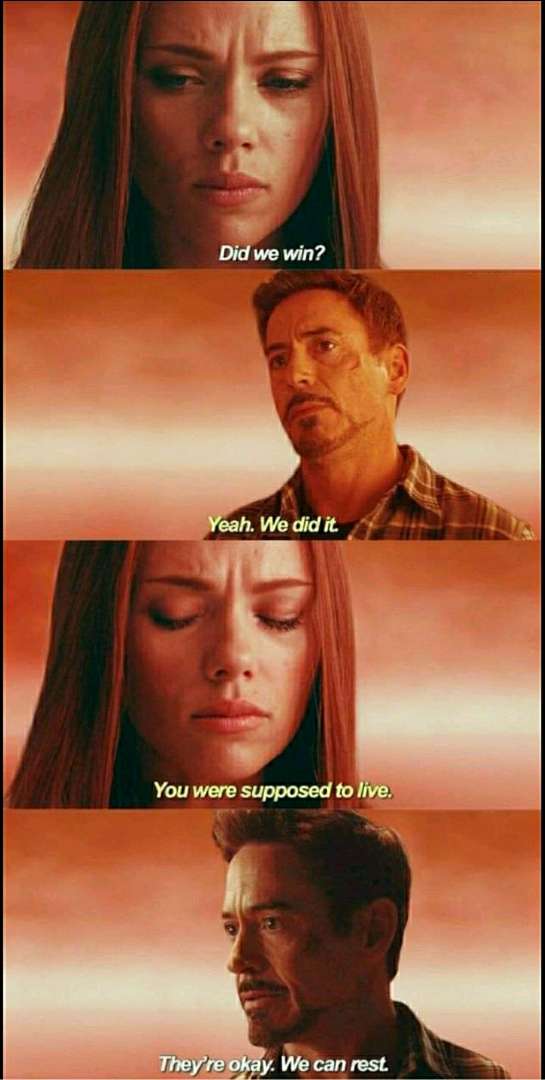 Did we win?
Yeah. We did it.
You were supposed to live.
They're okay. We can rest.